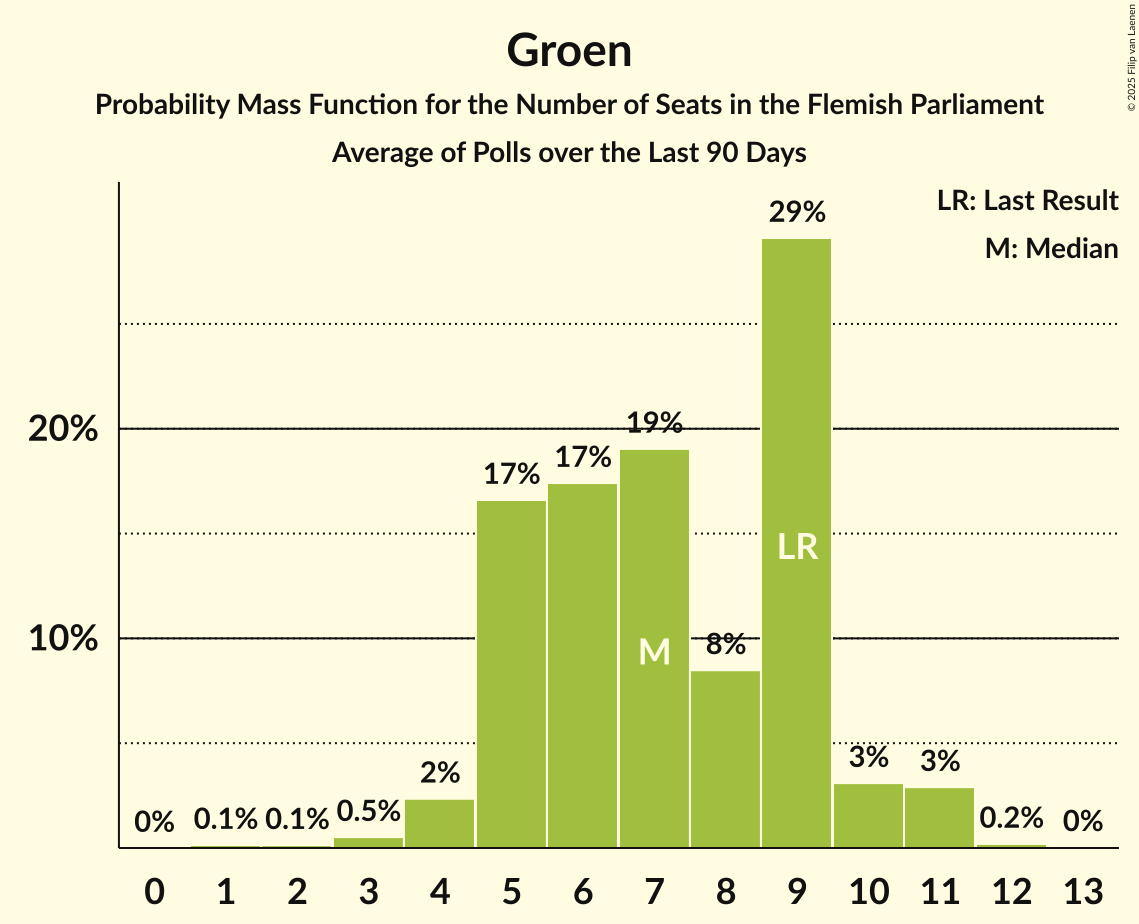 Groen
Probability Mass Function for the Number of Seats in the Flemish Parliament
Average of Polls over the Last 90 Days
© 2025 Filip van Laenen
LR: Last Result
M: Median
20%
10%
0% 0.1% 0.1% 0.5% 2% 17% 17% 19% 8% 29% 3% 3% 0.2% 0%
M
LR
0 1 2 3 4 5 6 7 8 9 10 11 12 13